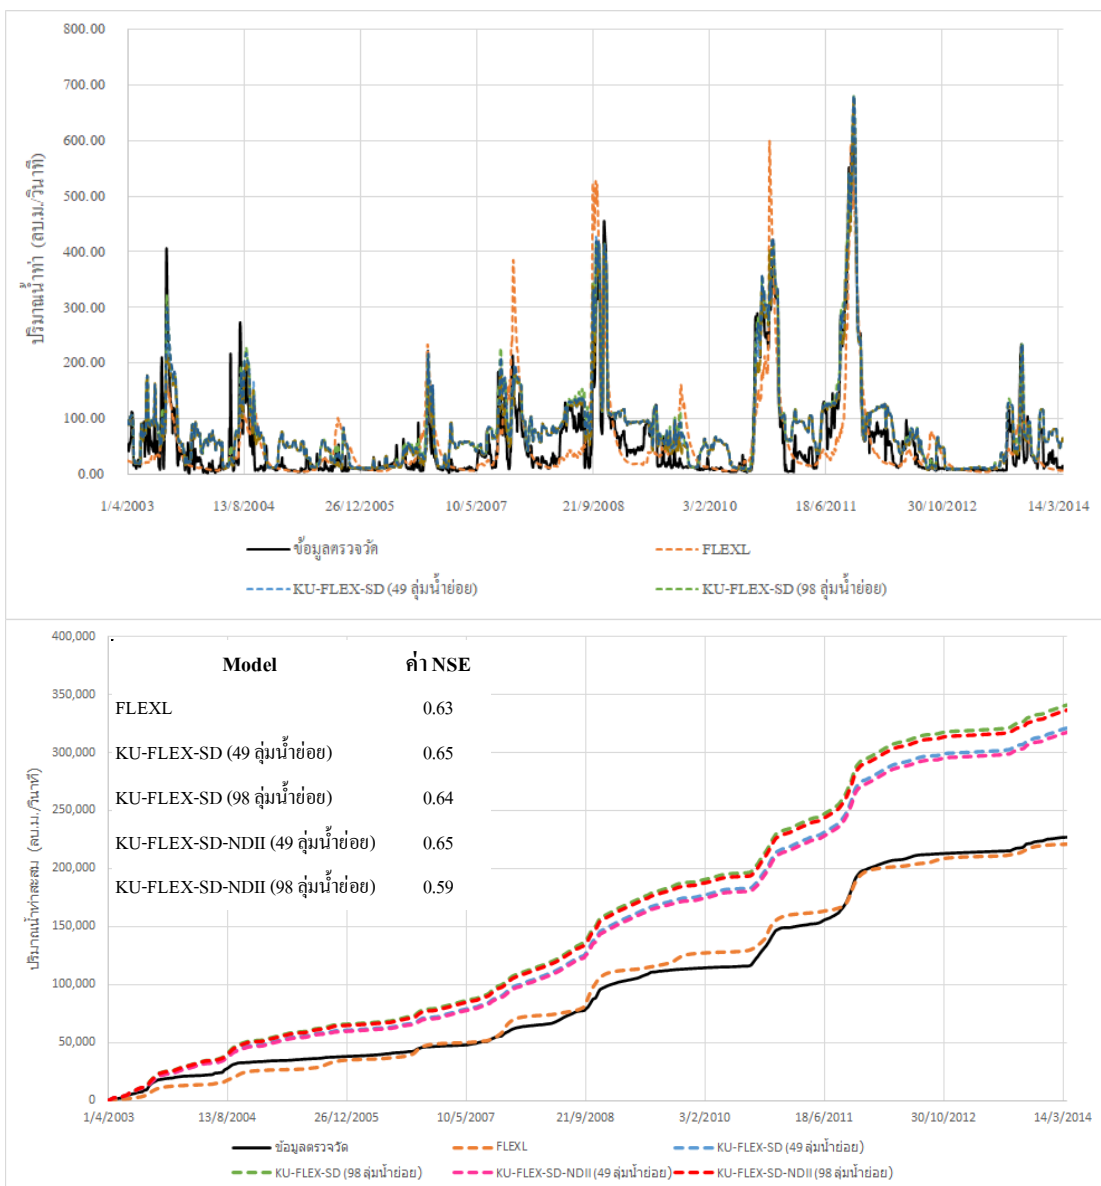 800.00
700.00
600.00
500.00
400.00
300.00
200.00
100.00
0.00
ปริมาณน้ำท่า (ลบ.ม./วินาที)
1/4/2003 13/8/2004 26/12/2005 10/5/2007 21/9/2008 3/2/2010 18/6/2011 30/10/2012 14/3/2014
ข้อมูลตรวจวัด FLEXL
KU-FLEX-SD (49 ลุ่มน้ำย่อย) KU-FLEX-SD (98 ลุ่มน้ำย่อย)
400,000
350,000
300,000
250,000
200,000
150,000
100,000
50,000
0
ปริมาณน้ำท่าสะสม (ลบ.ม./วินาที)
Model ค่า NSE
FLEXL 0.63
KU-FLEX-SD (49 ลุ่มน้ำย่อย) 0.65
KU-FLEX-SD (98 ลุ่มน้ำย่อย) 0.64
KU-FLEX-SD-NDII (49 ลุ่มน้ำย่อย) 0.65
KU-FLEX-SD-NDII (98 ลุ่มน้ำย่อย) 0.59
1/4/2003 13/8/2004 26/12/2005 10/5/2007 21/9/2008 3/2/2010 18/6/2011 30/10/2012 14/3/2014
ข้อมูลตรวจวัด FLEXL KU-FLEX-SD (49 ลุ่มน้ำย่อย)
KU-FLEX-SD (98 ลุ่มน้ำย่อย) KU-FLEX-SD-NDII (49 ลุ่มน้ำย่อย) KU-FLEX-SD-NDII (98 ลุ่มน้ำย่อย)